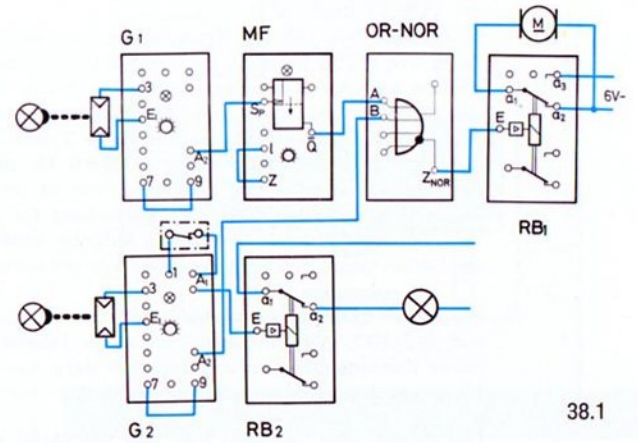 G1 MF OR-NOR M
3 E1 A2 7 9
SP Q̅ 1 Z
A B ZNOR
a3 a1 a2 E 6V-
RB1
1 A1 3 E1 A2 7 9
a1 a2 E
G2 RB2
38.1